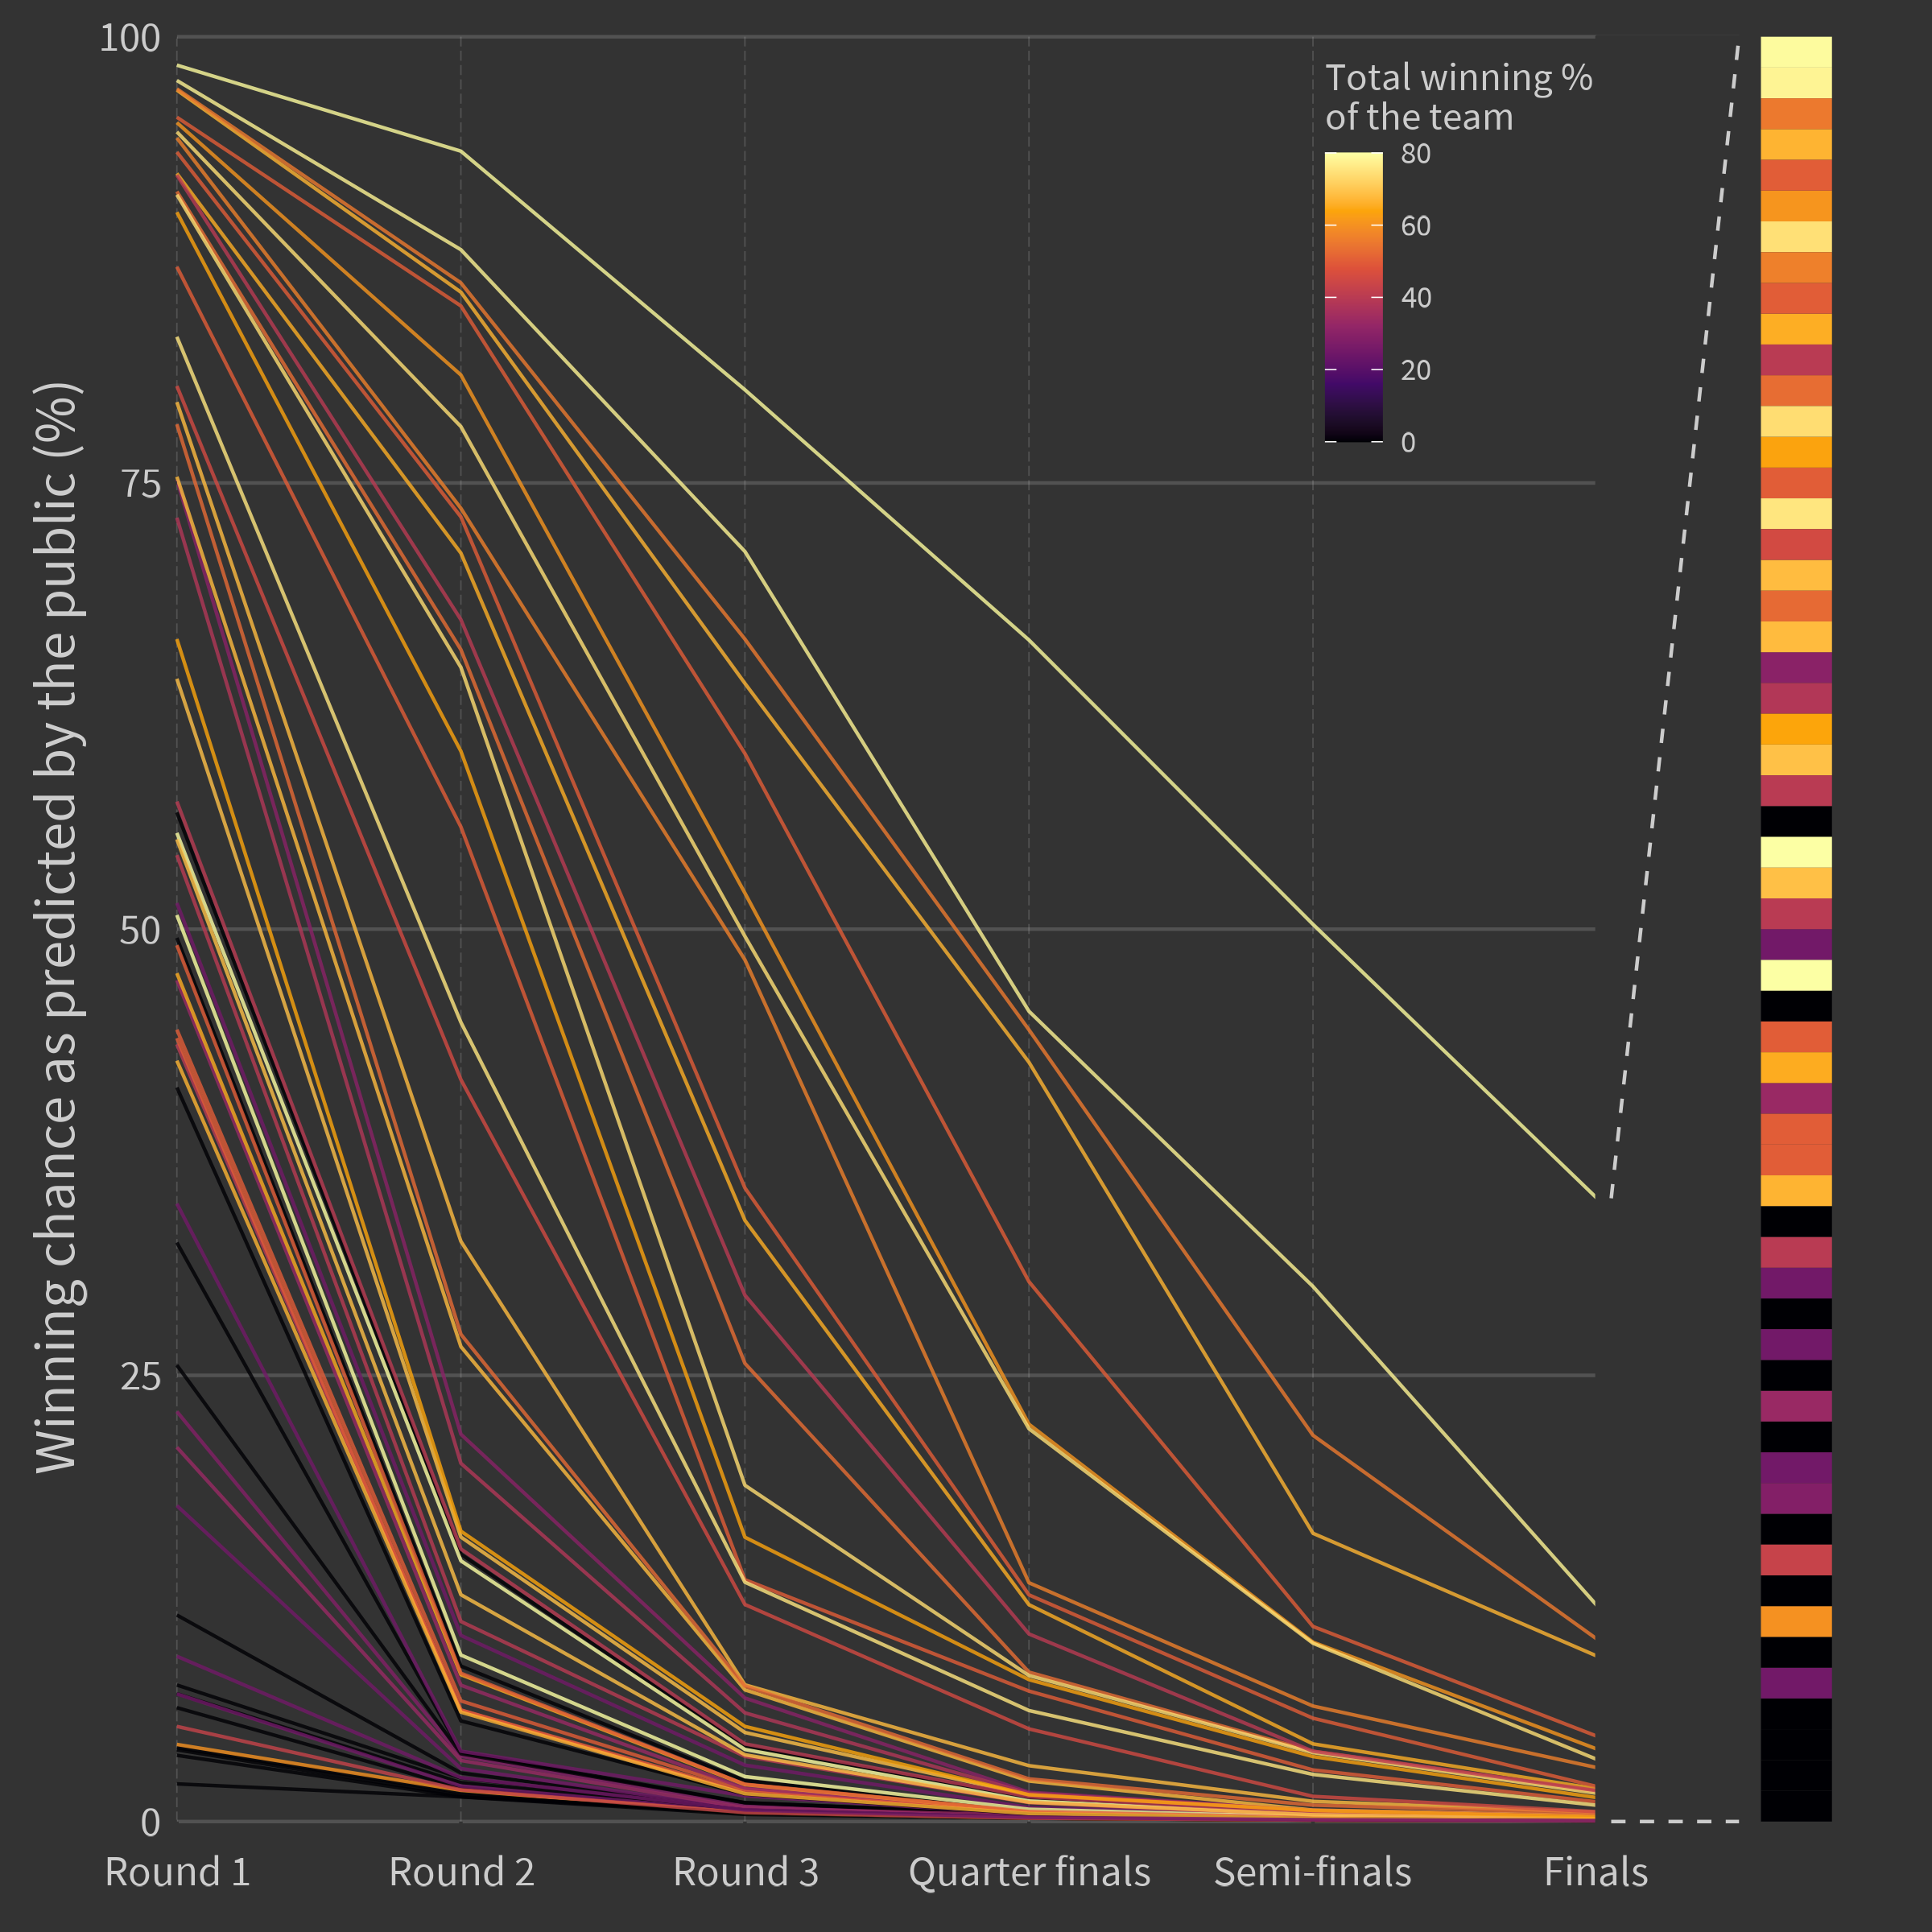 Winning chance as predicted by the public (%)
100
75
50
25
0
Total winning %
of the team
80
60
40
20
0
Round 1
Round 2
Round 3
Quarter finals
Semi-finals
Finals